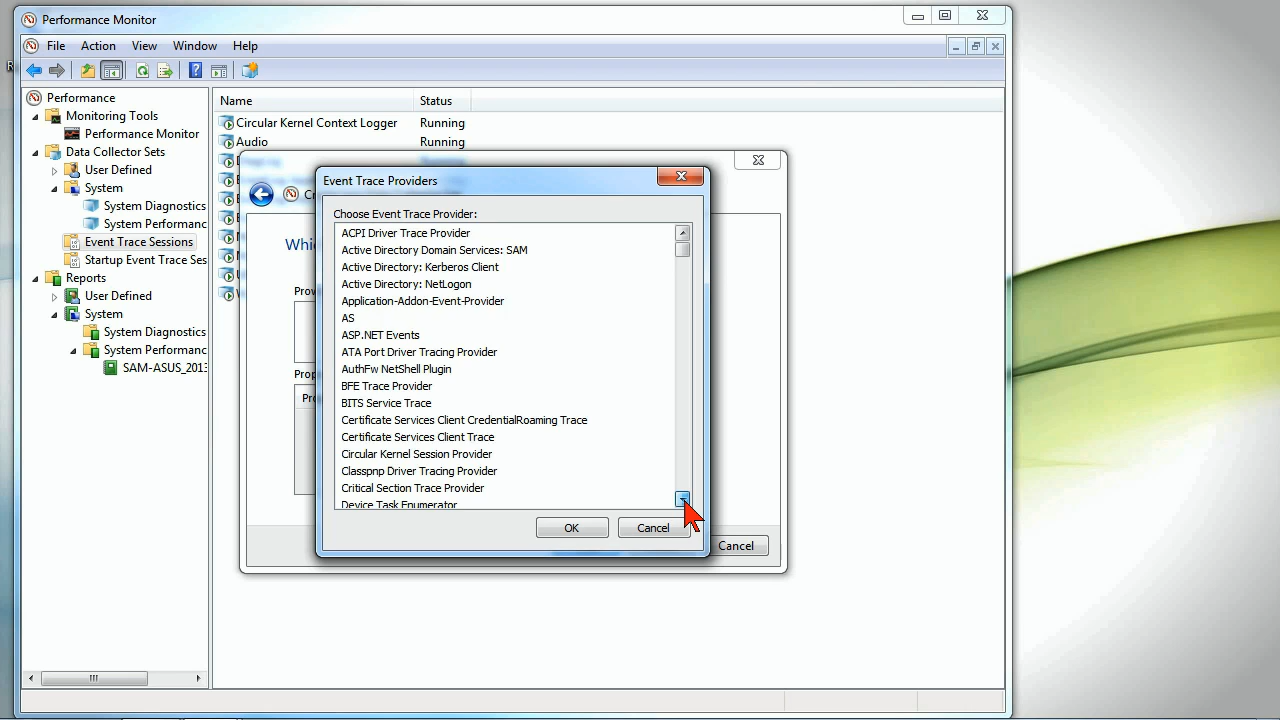 Performance Monitor
File Action View Window Help
Performance
Monitoring Tools
Performance Monitor
Data Collector Sets
User Defined
System
System Diagnostics
System Performanc
Event Trace Sessions
Startup Event Trace Ses
Reports
User Defined
System
System Diagnostics
System Performanc
SAM-ASUS_2013
Name Status
Circular Kernel Context Logger Running
Audio Running
Event Trace Providers
Choose Event Trace Provider:
ACPI Driver Trace Provider
Active Directory Domain Services: SAM
Active Directory: Kerberos Client
Active Directory: NetLogon
Application-Addon-Event-Provider
AS
ASP.NET Events
ATA Port Driver Tracing Provider
AuthFw NetShell Plugin
BFE Trace Provider
BITS Service Trace
Certificate Services Client CredentialRoaming Trace
Certificate Services Client Trace
Circular Kernel Session Provider
Classpnp Driver Tracing Provider
Critical Section Trace Provider
Device Task Enumerator
OK Cancel
Cancel